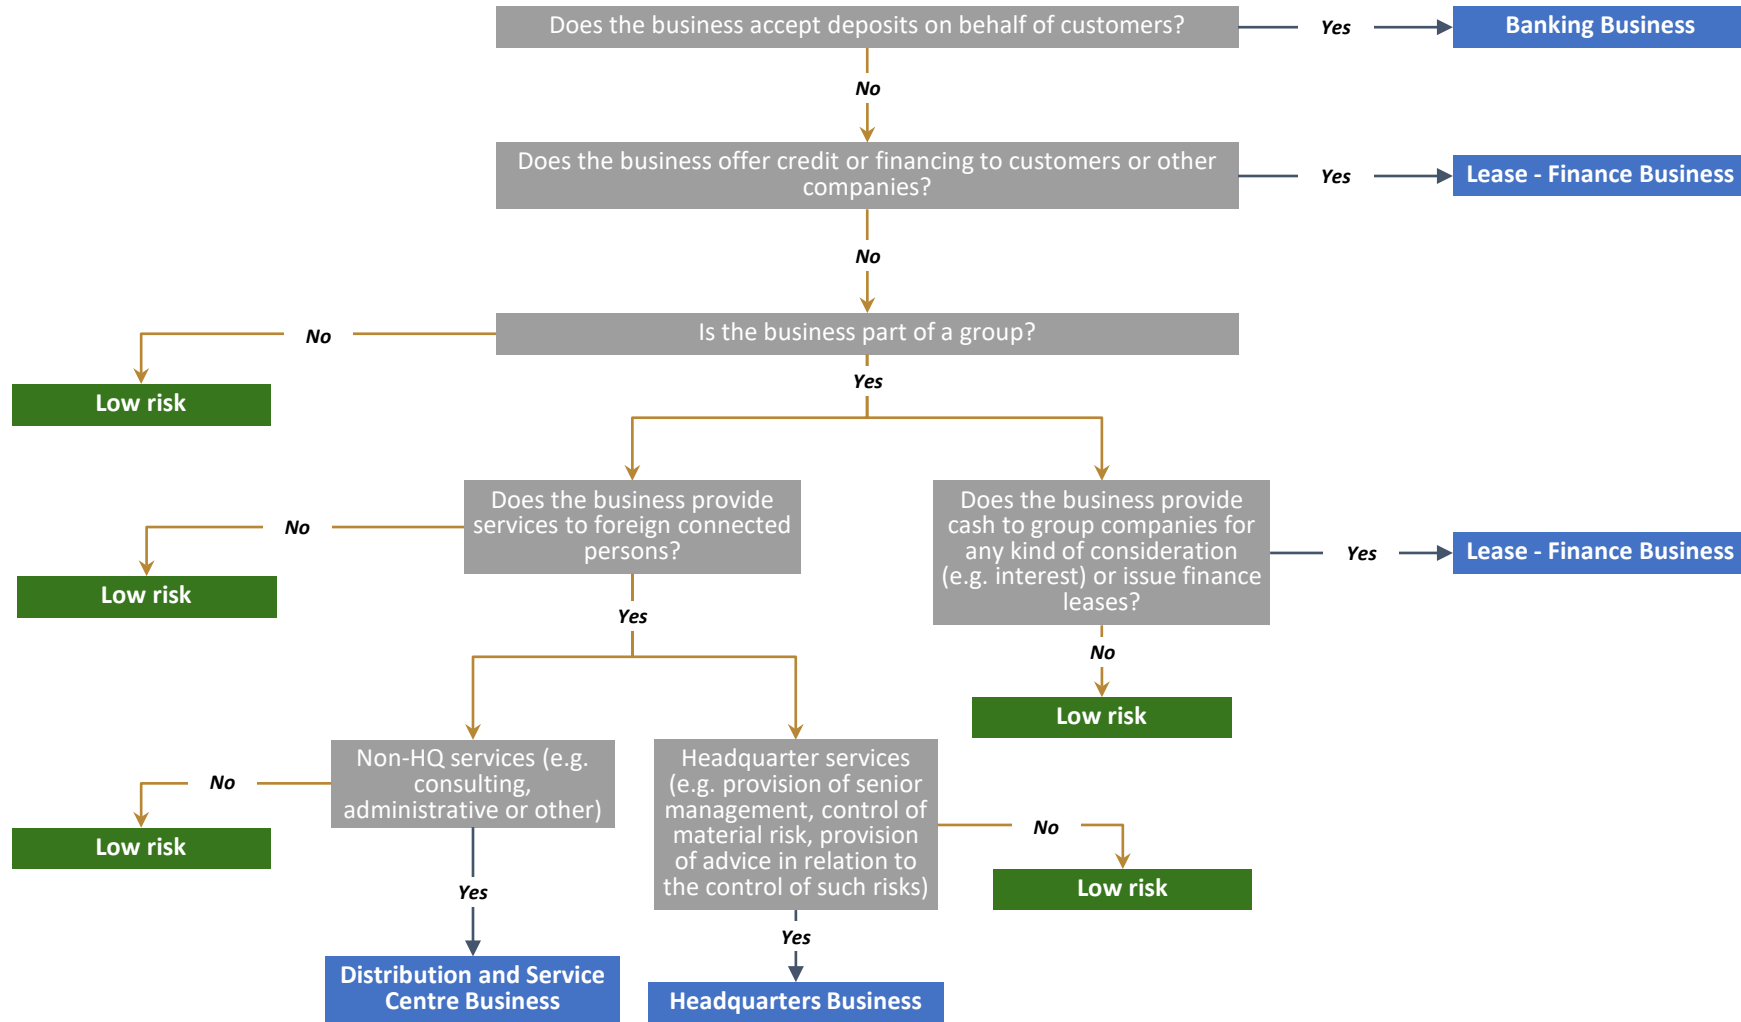 Does the business accept deposits on behalf of customers?
Yes
Banking Business
No
Does the business offer credit or financing to customers or other
companies?
Yes
Lease - Finance Business
No
Is the business part of a group?
No
Low risk
Yes
Does the business provide
services to foreign connected
persons?
No
Low risk
Does the business provide
cash to group companies for
any kind of consideration
(e.g. interest) or issue finance
leases?
Yes
Lease - Finance Business
Yes
No
Low risk
Non-HQ services (e.g.
consulting,
administrative or other)
No
Low risk
Headquarter services
(e.g. provision of senior
management, control of
material risk, provision
of advice in relation to
the control of such risks)
No
Low risk
Yes
Distribution and Service
Centre Business
Yes
Headquarters Business